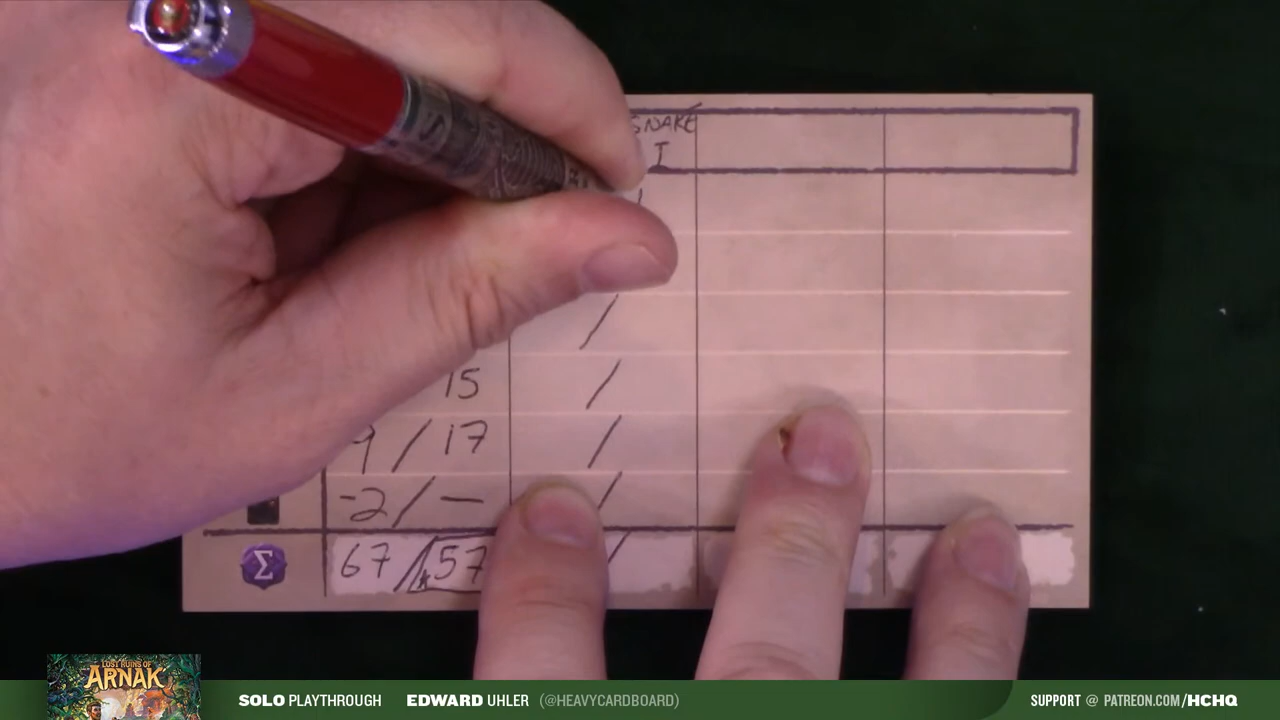 SNAKE
I
/
/
15 /
9 / 17 /
-2 / — /
Σ 67 / 57 /
LOST RUINS OF
ARNAK
SOLO PLAYTHROUGH EDWARD UHLER (@HEAVYCARDBOARD) SUPPORT @ PATREON.COM/HCHQ